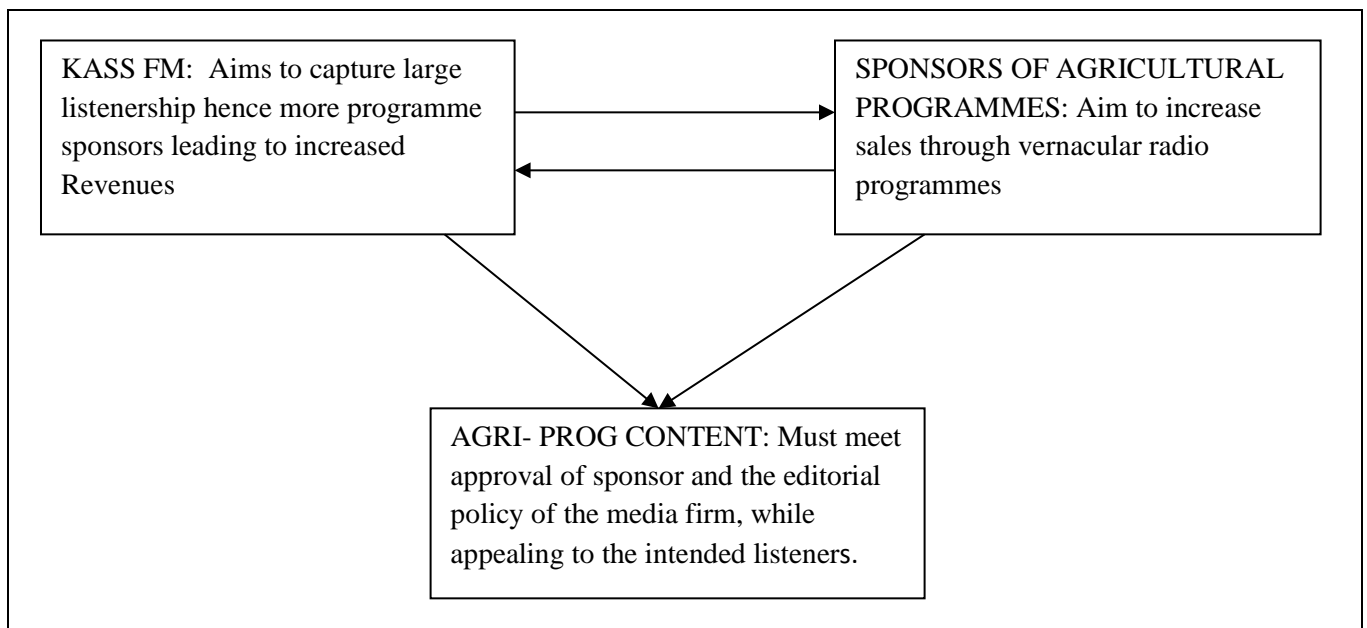 KASS FM:  Aims to capture large
listenership hence more programme
sponsors leading to increased
Revenues
SPONSORS OF AGRICULTURAL
PROGRAMMES: Aim to increase
sales through vernacular radio
programmes
AGRI- PROG CONTENT: Must meet
approval of sponsor and the editorial
policy of the media firm, while
appealing to the intended listeners.